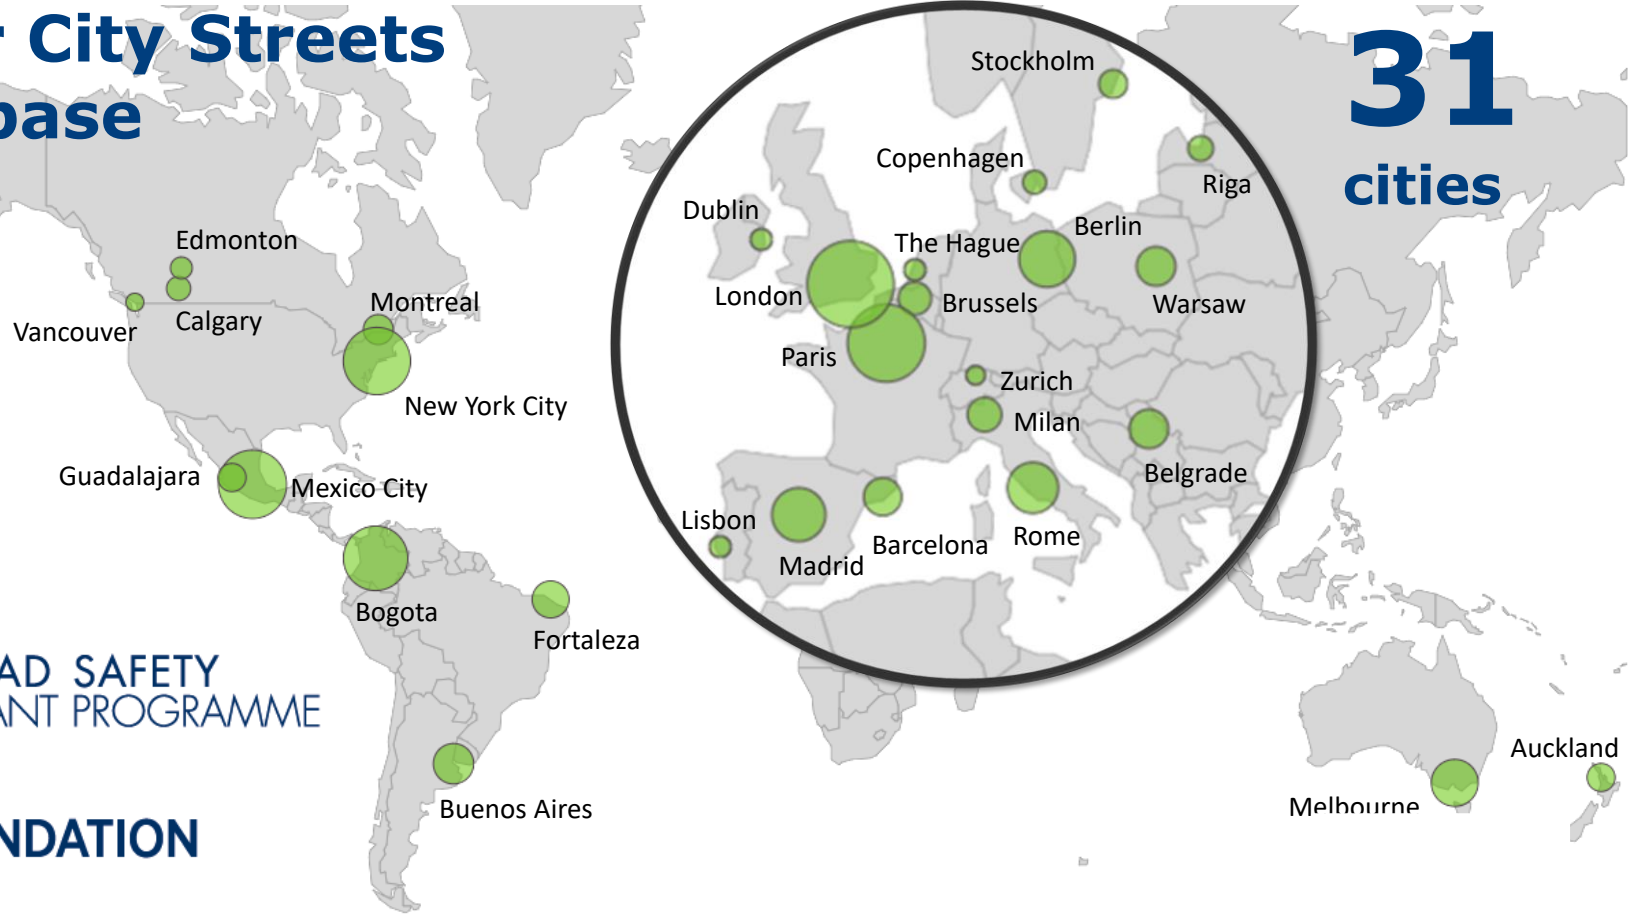 r City Streets
base
31
cities
Stockholm
Copenhagen
Riga
Dublin
Berlin
The Hague
Edmonton
London
Brussels
Warsaw
Montreal
Vancouver
Calgary
Paris
Zurich
New York City
Milan
Guadalajara
Mexico City
Belgrade
Lisbon
Barcelona
Rome
Madrid
Bogota
Fortaleza
AD SAFETY
ANT PROGRAMME
Auckland
Buenos Aires
Melbourne
NDATION